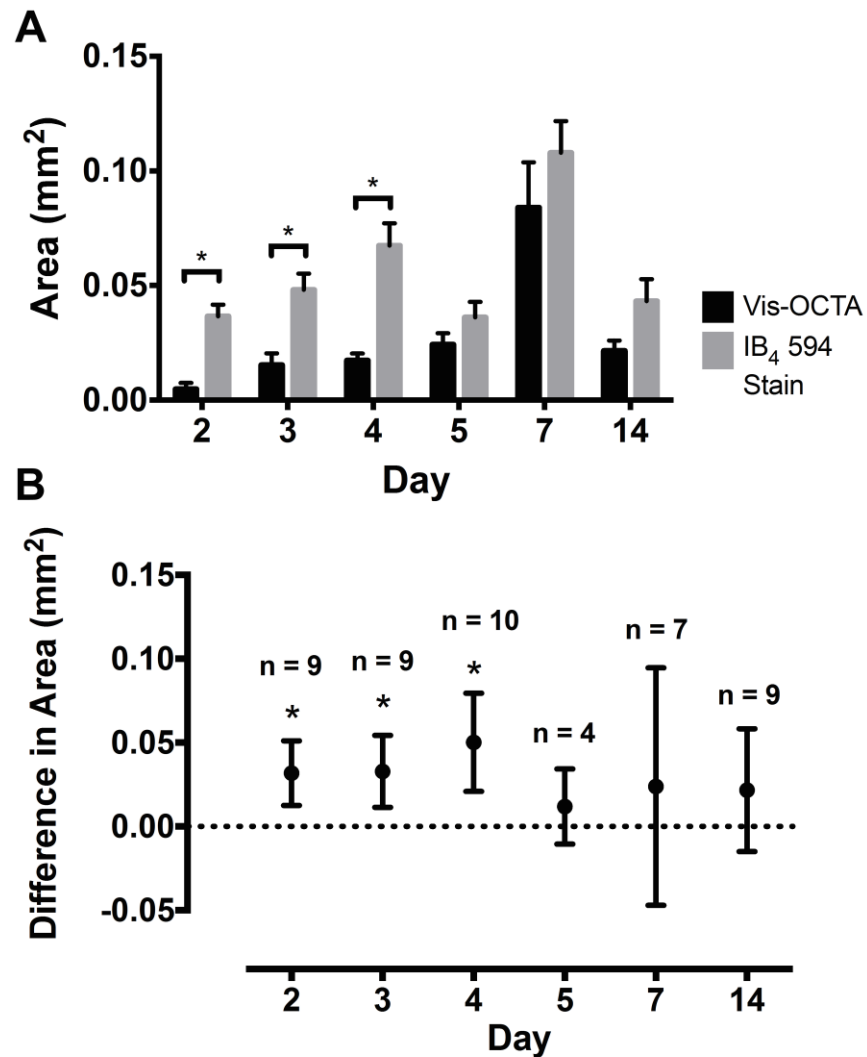 A
Area (mm²)
0.15
0.10
0.05
0.00
*
*
*
2 3 4 5 7 14
Day
Vis-OCTA
IB₄ 594
Stain
B
Difference in Area (mm²)
0.15
0.10
0.05
0.00
-0.05
n = 9 n = 9 n = 10 n = 4 n = 7 n = 9
* * *
2 3 4 5 7 14
Day